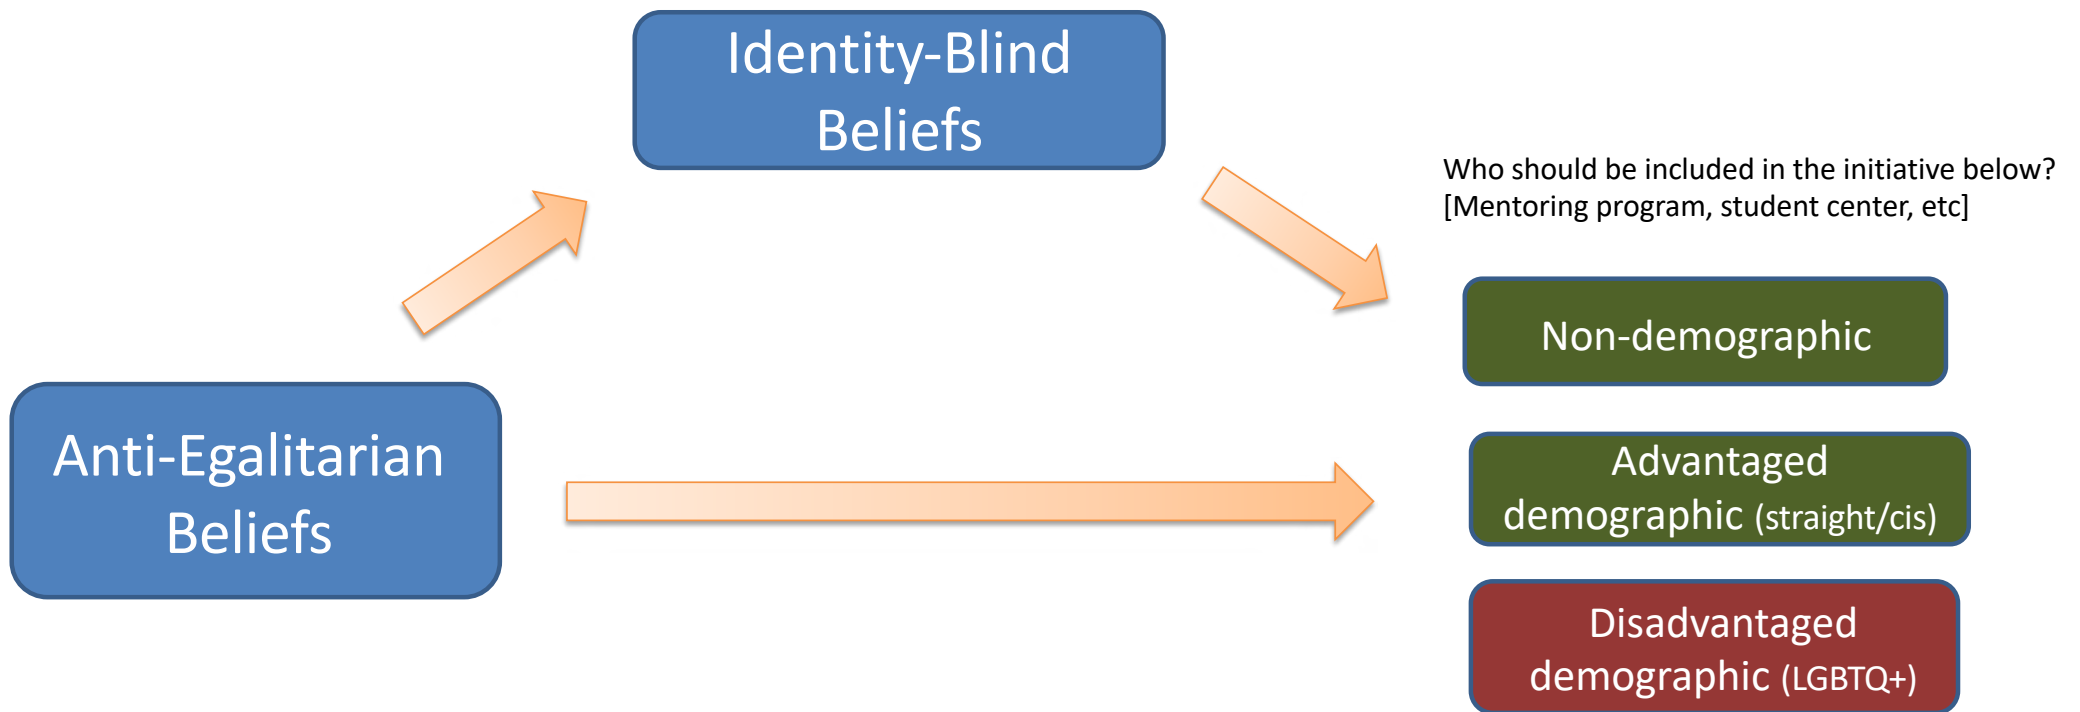 Identity-Blind
Beliefs
Who should be included in the initiative below?
[Mentoring program, student center, etc]
Non-demographic
Anti-Egalitarian
Beliefs
Advantaged
demographic (straight/cis)
Disadvantaged
demographic (LGBTQ+)